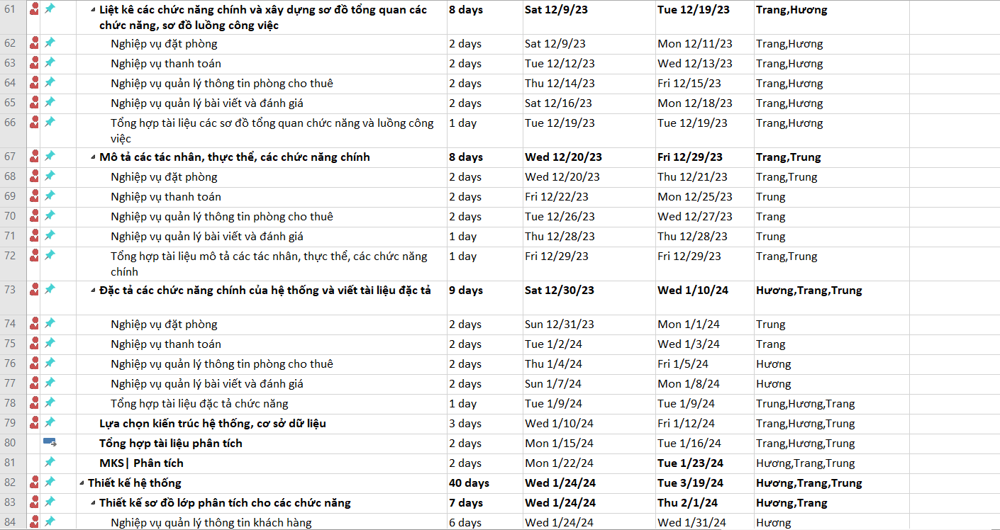 61 Liệt kê các chức năng chính và xây dựng sơ đồ tổng quan các 8 days Sat 12/9/23 Tue 12/19/23 Trang,Hương
chức năng, sơ đồ luồng công việc
62 Nghiệp vụ đặt phòng 2 days Sat 12/9/23 Mon 12/11/23 Trang,Hương
63 Nghiệp vụ thanh toán 2 days Tue 12/12/23 Wed 12/13/23 Trang,Hương
64 Nghiệp vụ quản lý thông tin phòng cho thuê 2 days Thu 12/14/23 Fri 12/15/23 Trang,Hương
65 Nghiệp vụ quản lý bài viết và đánh giá 2 days Sat 12/16/23 Mon 12/18/23 Trang,Hương
66 Tổng hợp tài liệu các sơ đồ tổng quan chức năng và luồng công 1 day Tue 12/19/23 Tue 12/19/23 Trang,Hương
việc
67 Mô tả các tác nhân, thực thể, các chức năng chính 8 days Wed 12/20/23 Fri 12/29/23 Trang,Trung
68 Nghiệp vụ đặt phòng 2 days Wed 12/20/23 Thu 12/21/23 Trang,Trung
69 Nghiệp vụ thanh toán 2 days Fri 12/22/23 Mon 12/25/23 Trung
70 Nghiệp vụ quản lý thông tin phòng cho thuê 2 days Tue 12/26/23 Wed 12/27/23 Trang
71 Nghiệp vụ quản lý bài viết và đánh giá 1 day Thu 12/28/23 Thu 12/28/23 Trung
72 Tổng hợp tài liệu mô tả các tác nhân, thực thể, các chức năng 1 day Fri 12/29/23 Fri 12/29/23 Trang,Trung
chính
73 Đặc tả các chức năng chính của hệ thống và viết tài liệu đặc tả 9 days Sat 12/30/23 Wed 1/10/24 Hương,Trang,Trung
74 Nghiệp vụ đặt phòng 2 days Sun 12/31/23 Mon 1/1/24 Trung
75 Nghiệp vụ thanh toán 2 days Tue 1/2/24 Wed 1/3/24 Trang
76 Nghiệp vụ quản lý thông tin phòng cho thuê 2 days Thu 1/4/24 Fri 1/5/24 Hương
77 Nghiệp vụ quản lý bài viết và đánh giá 2 days Sun 1/7/24 Mon 1/8/24 Hương
78 Tổng hợp tài liệu đặc tả chức năng 1 day Tue 1/9/24 Tue 1/9/24 Trung,Hương,Trang
79 Lựa chọn kiến trúc hệ thống, cơ sở dữ liệu 3 days Wed 1/10/24 Fri 1/12/24 Trang,Hương,Trung
80 Tổng hợp tài liệu phân tích 2 days Mon 1/15/24 Tue 1/16/24 Trang,Hương,Trung
81 MKS| Phân tích 2 days Mon 1/22/24 Tue 1/23/24 Hương,Trang,Trung
82 Thiết kế hệ thống 40 days Wed 1/24/24 Tue 3/19/24 Hương,Trang,Trung
83 Thiết kế sơ đồ lớp phân tích cho các chức năng 7 days Wed 1/24/24 Thu 2/1/24 Hương,Trang
84 Nghiệp vụ quản lý thông tin khách hàng 6 days Wed 1/24/24 Wed 1/31/24 Hương